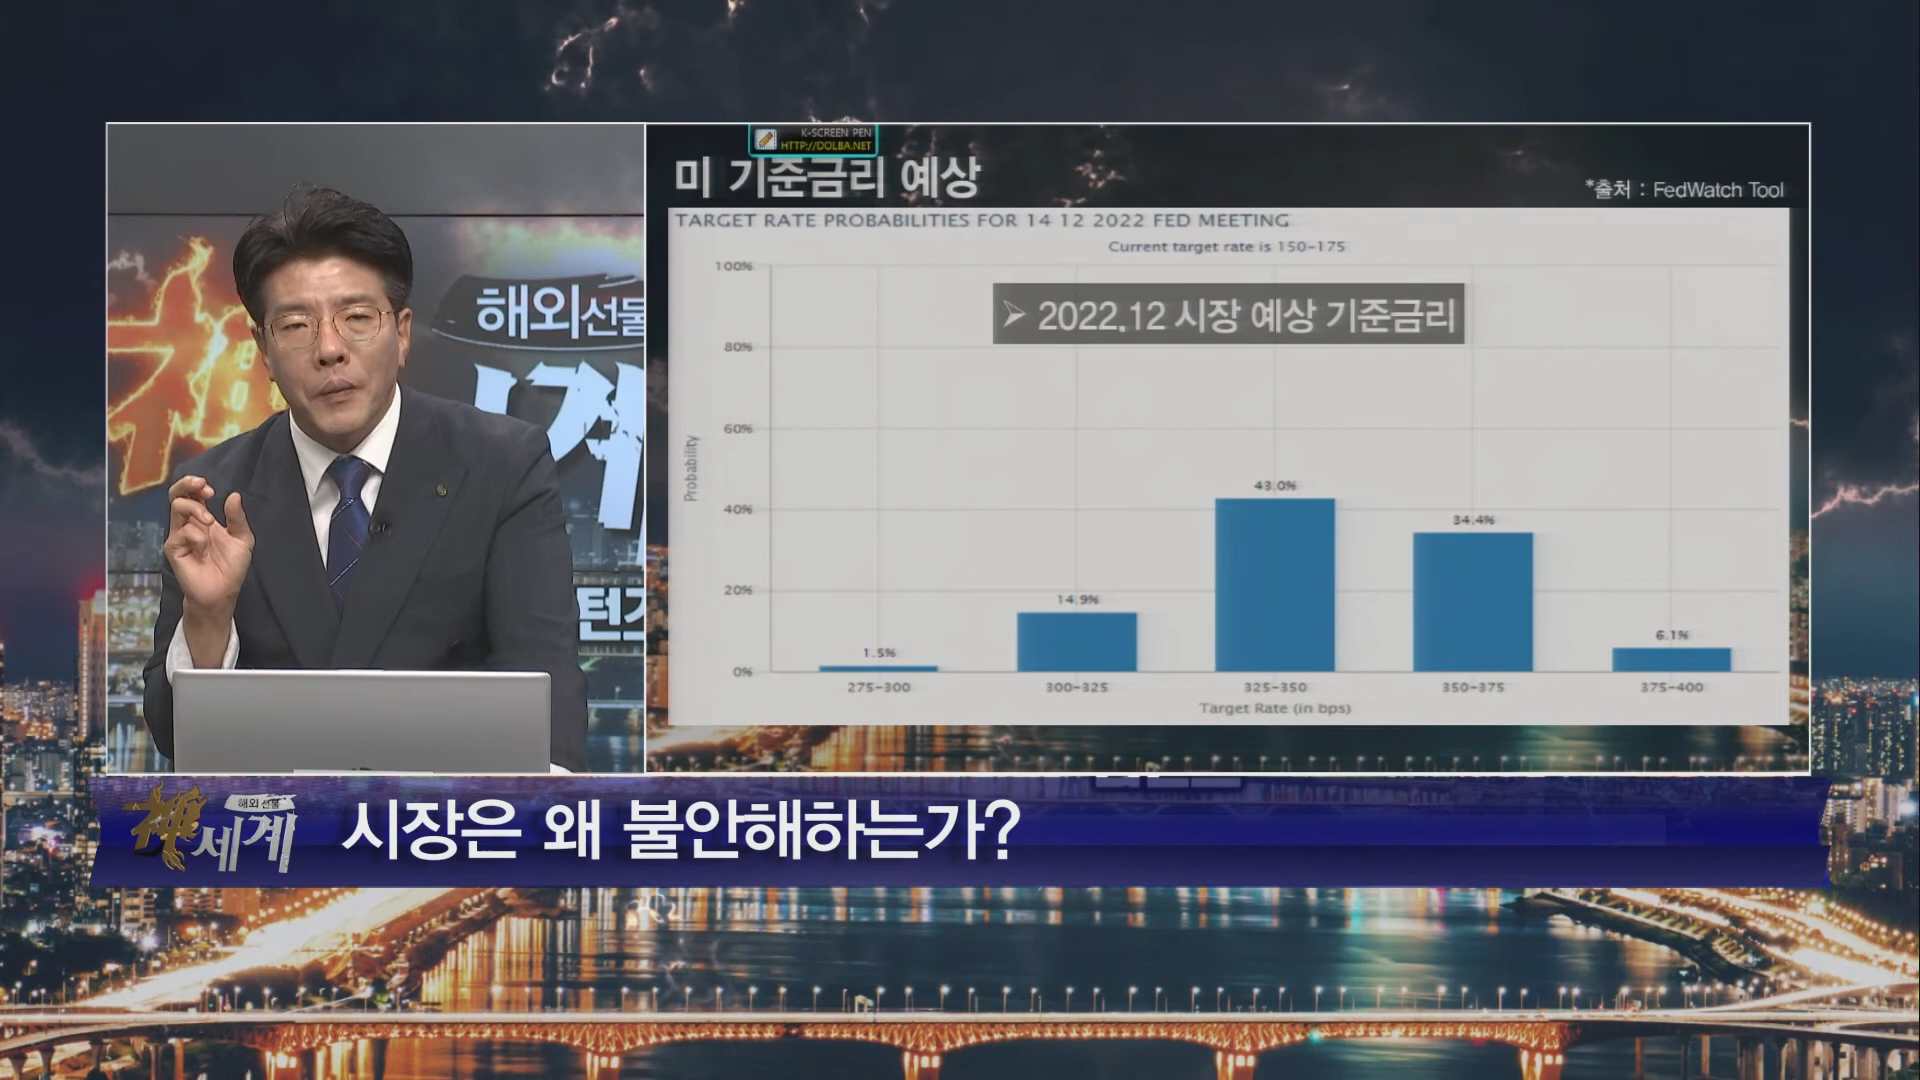 K-SCREEN PEN
HTTP://DOLBA.NET
미 기준금리 예상
*출처 : FedWatch Tool
TARGET RATE PROBABILITIES FOR 14 12 2022 FED MEETING
Current target rate is 150-175
➢ 2022.12 시장 예상 기준금리
Probability
100%
80%
60%
40%
20%
0%
1.5%
14.9%
43.0%
34.4%
6.1%
275-300
300-325
325-350
350-375
375-400
Target Rate (in bps)
해외선물
神
해외 선물
神세계
시장은 왜 불안해하는가?